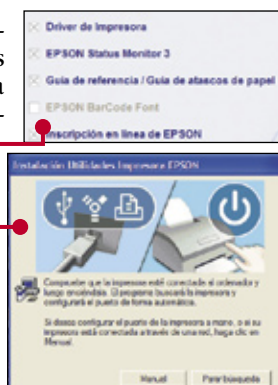 -
s
a
-
Driver de Impresora
EPSON Status Monitor 3
Guía de referencia / Guía de atascos de papel
EPSON BarCode Font
Inscripción en línea de EPSON
Instalación Utilidades Impresora EPSON
Compruebe que la impresora esté conectada al ordenador y
luego enciéndala. El programa buscará la impresora y
configurará el puerto de forma automática.
Si desea configurar el puerto de la impresora a mano, o si su
impresora está conectada a través de una red, haga clic en
Manual.
Manual
Parar búsqueda